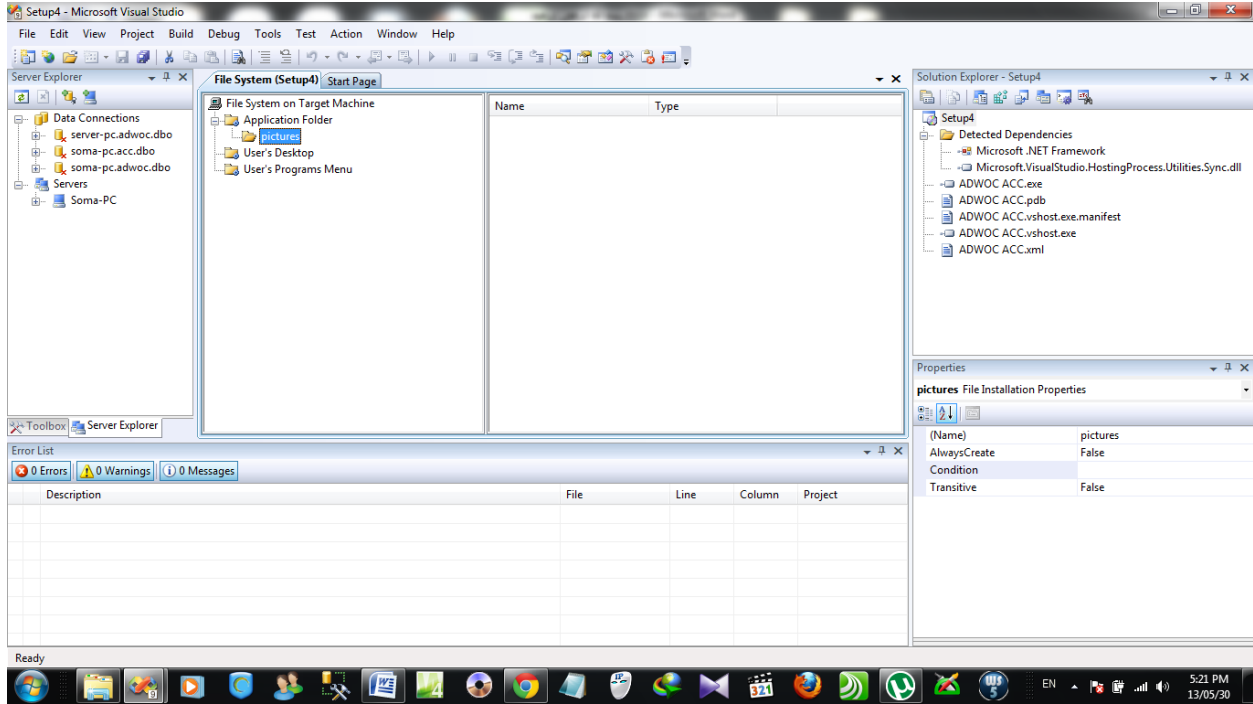 Setup4 - Microsoft Visual Studio
File Edit View Project Build Debug Tools Test Action Window Help
Server Explorer
Data Connections
server-pc.adwoc.dbo
soma-pc.acc.dbo
soma-pc.adwoc.dbo
Servers
Soma-PC
Toolbox Server Explorer
File System (Setup4) Start Page
File System on Target Machine
Application Folder
pictures
User's Desktop
User's Programs Menu
Name Type
Solution Explorer - Setup4
Setup4
Detected Dependencies
Microsoft .NET Framework
Microsoft.VisualStudio.HostingProcess.Utilities.Sync.dll
ADWOC ACC.exe
ADWOC ACC.pdb
ADWOC ACC.vshost.exe.manifest
ADWOC ACC.vshost.exe
ADWOC ACC.xml
Properties
pictures File Installation Properties
(Name) pictures
AlwaysCreate False
Condition
Transitive False
Error List
0 Errors 0 Warnings 0 Messages
Description File Line Column Project
Ready
EN
5:21 PM
13/05/30